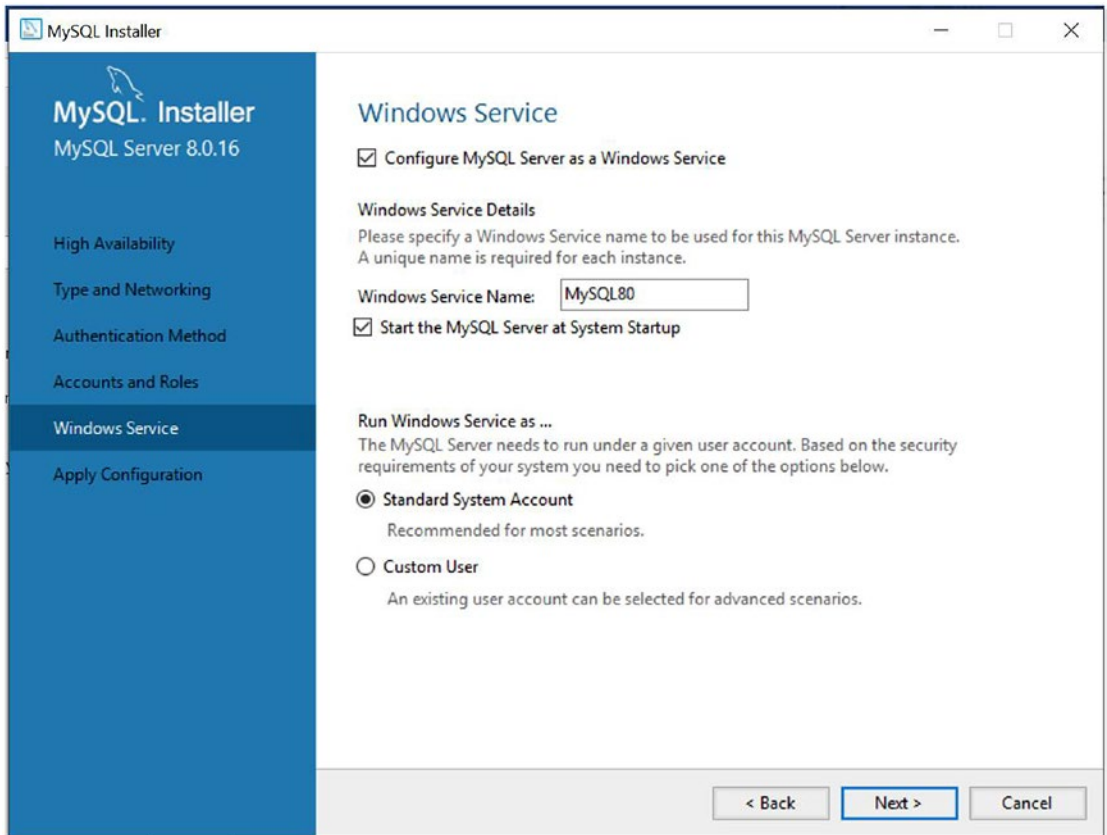 MySQL Installer
MySQL. Installer
MySQL Server 8.0.16
High Availability
Type and Networking
Authentication Method
Accounts and Roles
Windows Service
Apply Configuration
Windows Service
Configure MySQL Server as a Windows Service
Windows Service Details
Please specify a Windows Service name to be used for this MySQL Server instance.
A unique name is required for each instance.
Windows Service Name: MySQL80
Start the MySQL Server at System Startup
Run Windows Service as ...
The MySQL Server needs to run under a given user account. Based on the security
requirements of your system you need to pick one of the options below.
Standard System Account
Recommended for most scenarios.
Custom User
An existing user account can be selected for advanced scenarios.
< Back Next > Cancel